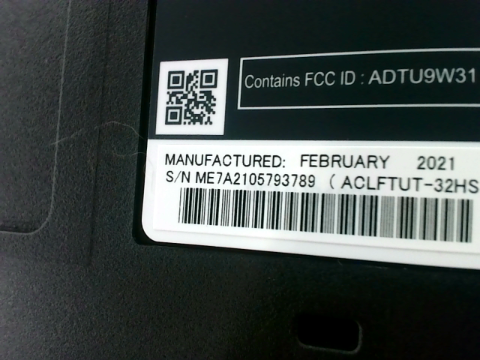 Contains FCC ID : ADTU9W31
MANUFACTURED: FEBRUARY 2021
S/N ME7A2105793789 ( ACLFTUT-32HS